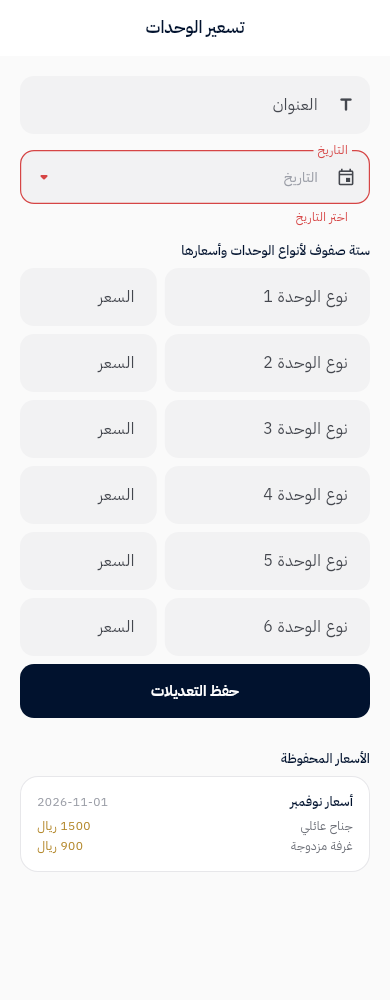 تسعير الوحدات
العنوان
التاريخ
التاريخ
اختر التاريخ
ستة صفوف لأنواع الوحدات وأسعارها
نوع الوحدة 1 السعر
نوع الوحدة 2 السعر
نوع الوحدة 3 السعر
نوع الوحدة 4 السعر
نوع الوحدة 5 السعر
نوع الوحدة 6 السعر
حفظ التعديلات
الأسعار المحفوظة
أسعار نوفمبر 2026-11-01
جناح عائلي 1500 ريال
غرفة مزدوجة 900 ريال